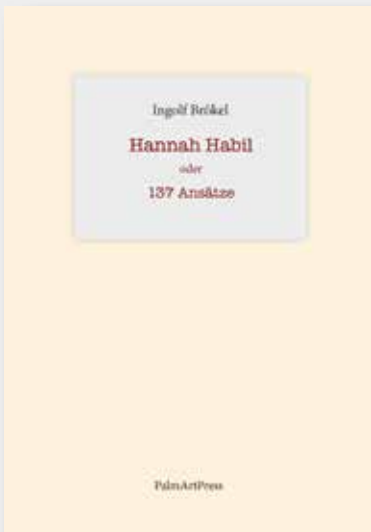 Ingolf Brökel
Hannah Habil
oder
137 Ansätze
PalmArtPress